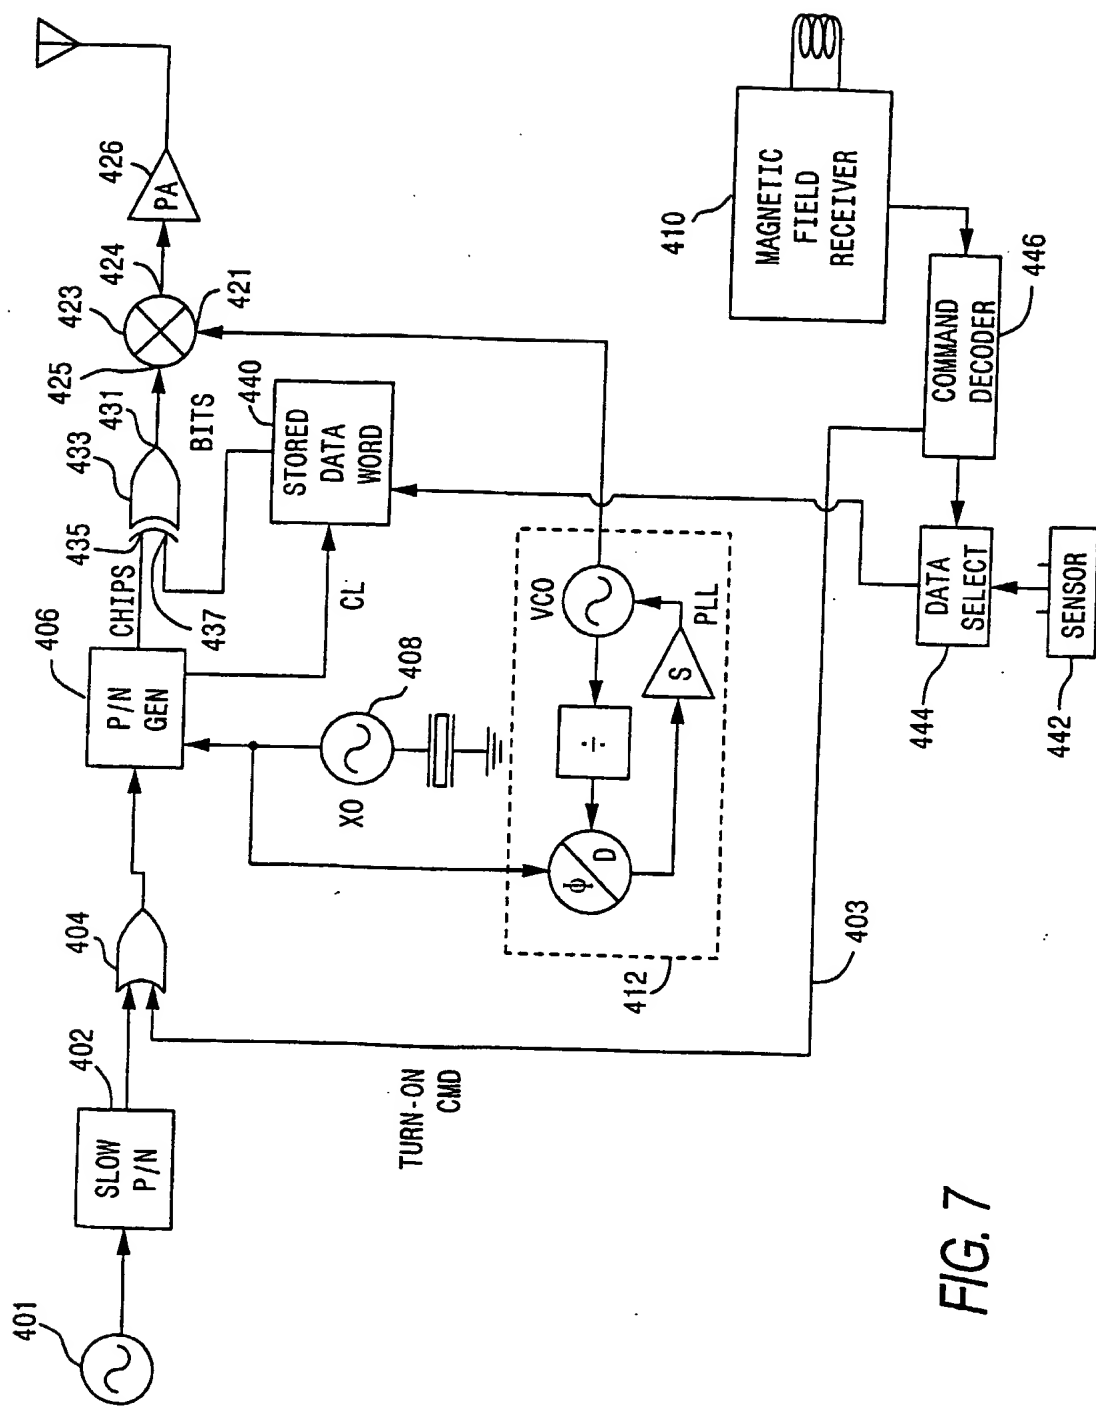 401
SLOW
P/N
402
404
TURN-ON
CMD
403
406
P/N
GEN
CHIPS
435
437
433
431
BITS
425
423
421
424
426
PA
XO
408
CL
440
STORED
DATA
WORD
412
Φ
D
÷
S
VCO
PLL
410
MAGNETIC
FIELD
RECEIVER
446
COMMAND
DECODER
444
DATA
SELECT
442
SENSOR
FIG. 7